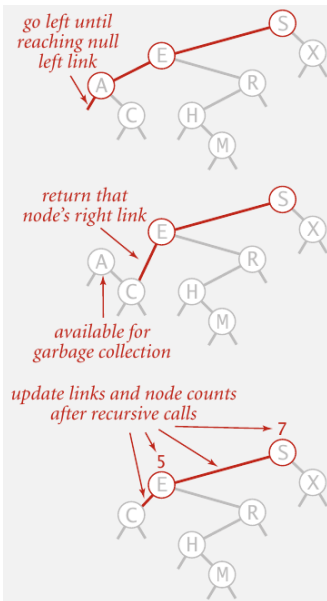 go left until
reaching null
left link
S
E
X
A
R
C
H
M
return that
node's right link
S
E
X
A
R
C
H
M
available for
garbage collection
update links and node counts
after recursive calls
7
5
S
E
X
C
R
H
M